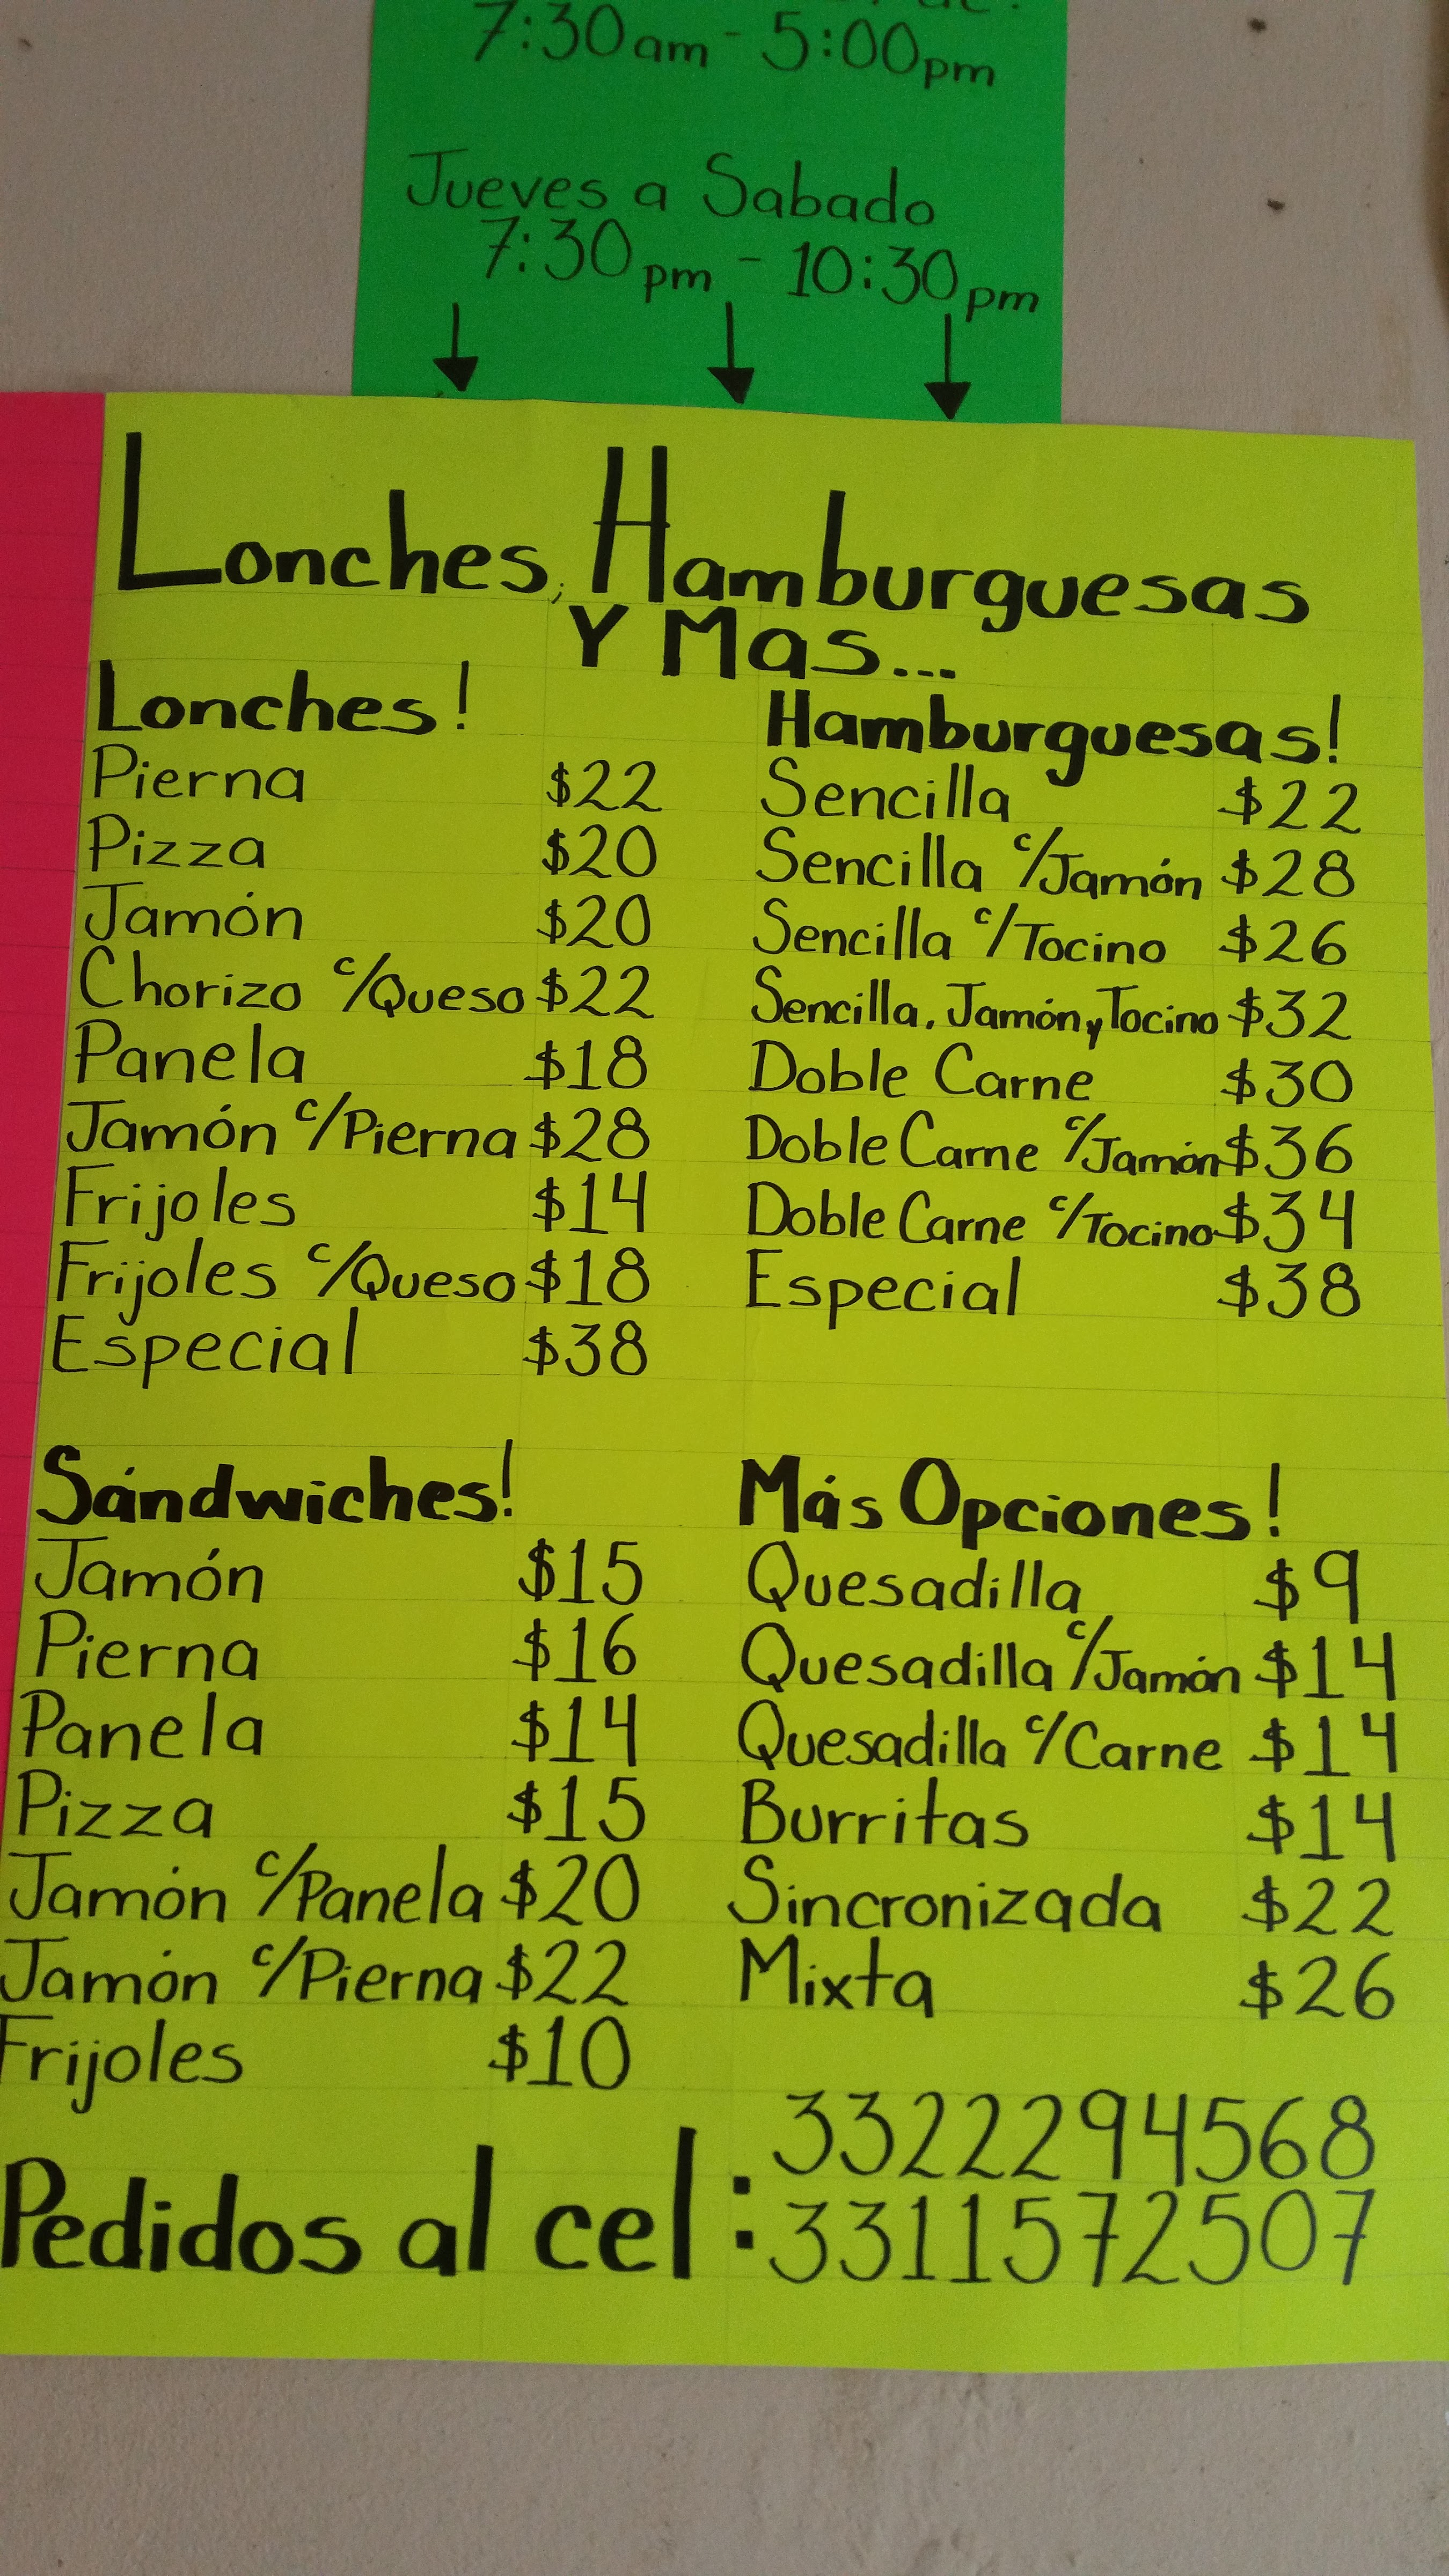 7:30am - 5:00pm
Jueves a Sabado
7:30pm - 10:30pm
Lonches, Hamburguesas
Y Mas...
Lonches!
Pierna $22
Pizza $20
Jamón $20
Chorizo c/Queso $22
Panela $18
Jamón c/Pierna $28
Frijoles $14
Frijoles c/Queso $18
Especial $38
Hamburguesas!
Sencilla $22
Sencilla c/Jamón $28
Sencilla c/Tocino $26
Sencilla, Jamón y Tocino $32
Doble Carne $30
Doble Carne c/Jamón $36
Doble Carne c/Tocino $34
Especial $38
Sándwiches!
Jamón $15
Pierna $16
Panela $14
Pizza $15
Jamón c/Panela $20
Jamón c/Pierna $22
Frijoles $10
Más Opciones!
Quesadilla $9
Quesadilla c/Jamón $14
Quesadilla c/Carne $14
Burritas $14
Sincronizada $22
Mixta $26
Pedidos al cel: 3322294568
3311572507